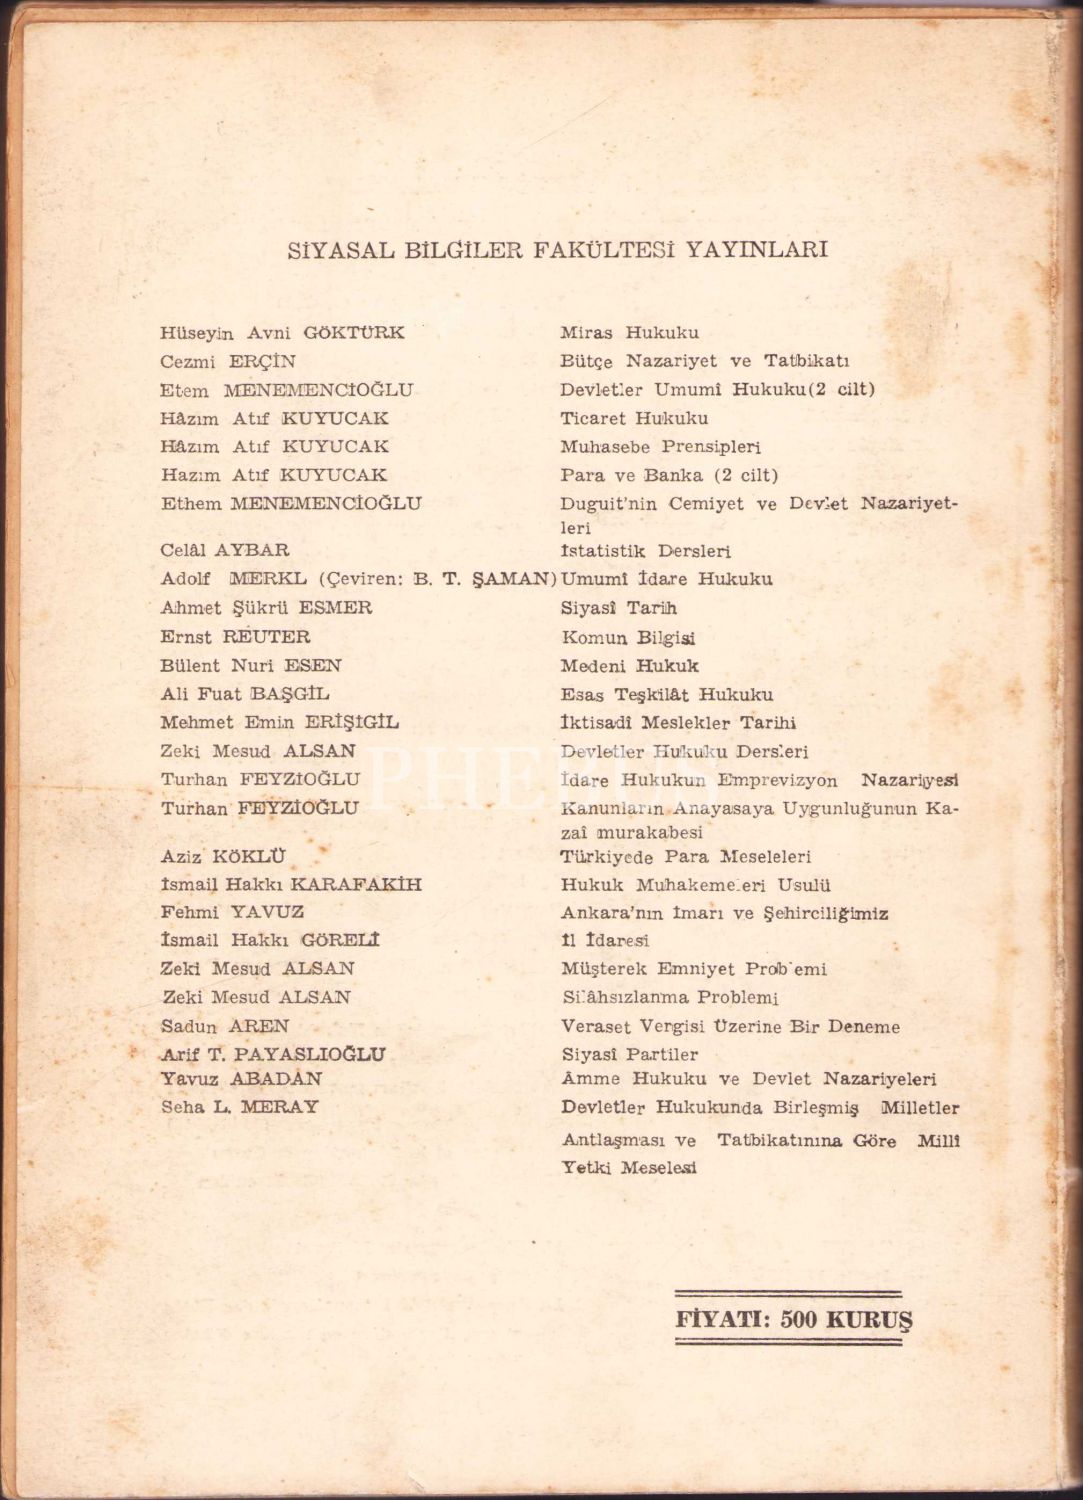 SİYASAL BİLGİLER FAKÜLTESİ YAYINLARI
Hüseyin Avni GÖKTÜRK Miras Hukuku
Cezmi ERÇİN Bütçe Nazariyet ve Tatbikatı
Etem MENEMENCİOĞLU Devletler Umumî Hukuku(2 cilt)
Hâzım Atıf KUYUCAK Ticaret Hukuku
Hâzım Atıf KUYUCAK Muhasebe Prensipleri
Hazım Atıf KUYUCAK Para ve Banka (2 cilt)
Ethem MENEMENCİOĞLU Duguit'nin Cemiyet ve Devlet Nazariyet-
leri
Celâl AYBAR İstatistik Dersleri
Adolf MERKL (Çeviren: B. T. ŞAMAN) Umumî İdare Hukuku
Ahmet Şükrü ESMER Siyasî Tarih
Ernst REUTER Komun Bilgisi
Bülent Nuri ESEN Medeni Hukuk
Ali Fuat BAŞGİL Esas Teşkilât Hukuku
Mehmet Emin ERİŞİGİL İktisadî Meslekler Tarihi
Zeki Mesud ALSAN Devletler Hukuku Dersleri
Turhan FEYZİOĞLU İdare Hukukun Emprevizyon Nazariyesi
Turhan FEYZİOĞLU Kanunların Anayasaya Uygunluğunun Ka-
zaî murakabesi
Aziz KÖKLÜ Türkiyede Para Meseleleri
İsmail Hakkı KARAFAKİH Hukuk Muhakemeleri Usulü
Fehmi YAVUZ Ankara'nın İmarı ve Şehirciliğimiz
İsmail Hakkı GÖRELİ İl İdaresi
Zeki Mesud ALSAN Müşterek Emniyet Problemi
Zeki Mesud ALSAN Silâhsızlanma Problemi
Sadun AREN Veraset Vergisi Üzerine Bir Deneme
Arif T. PAYASLIOĞLU Siyasî Partiler
Yavuz ABADAN Âmme Hukuku ve Devlet Nazariyeleri
Seha L. MERAY Devletler Hukukunda Birleşmiş Milletler
Antlaşması ve Tatbikatınına Göre Millî
Yetki Meselesi
FİYATI: 500 KURUŞ